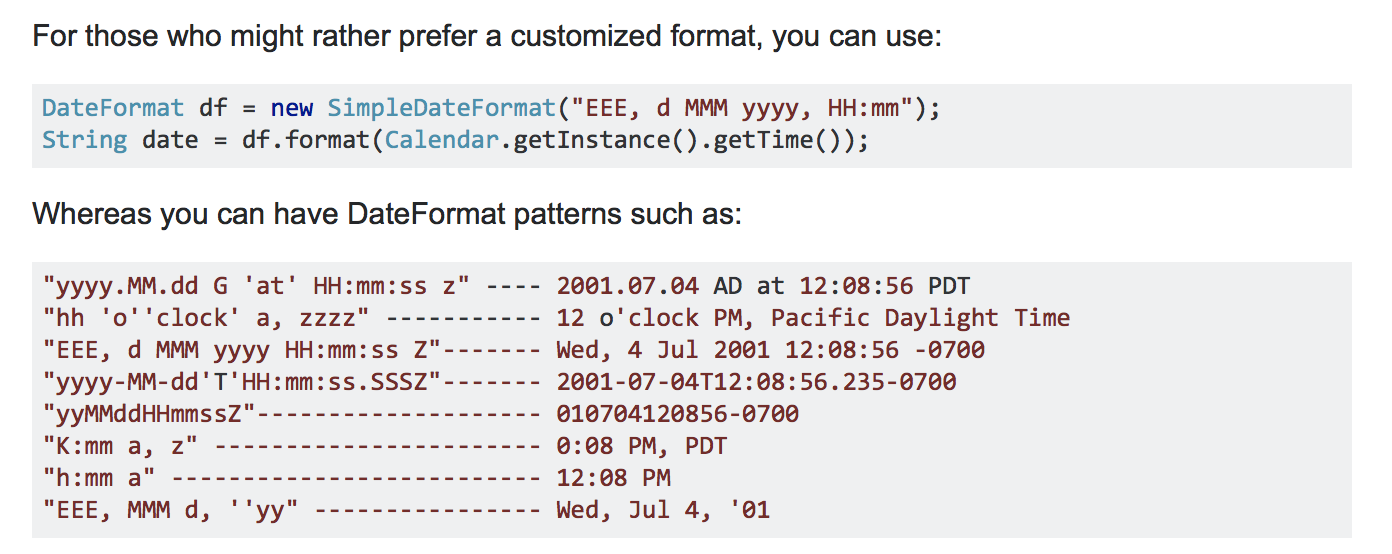 For those who might rather prefer a customized format, you can use:
DateFormat df = new SimpleDateFormat("EEE, d MMM yyyy, HH:mm");
String date = df.format(Calendar.getInstance().getTime());
Whereas you can have DateFormat patterns such as:
"yyyy.MM.dd G 'at' HH:mm:ss z" ---- 2001.07.04 AD at 12:08:56 PDT
"hh 'o''clock' a, zzzz" ----------- 12 o'clock PM, Pacific Daylight Time
"EEE, d MMM yyyy HH:mm:ss Z"------- Wed, 4 Jul 2001 12:08:56 -0700
"yyyy-MM-dd'T'HH:mm:ss.SSSZ"------- 2001-07-04T12:08:56.235-0700
"yyMMddHHmmssZ"-------------------- 010704120856-0700
"K:mm a, z" ----------------------- 0:08 PM, PDT
"h:mm a" -------------------------- 12:08 PM
"EEE, MMM d, ''yy" ---------------- Wed, Jul 4, '01